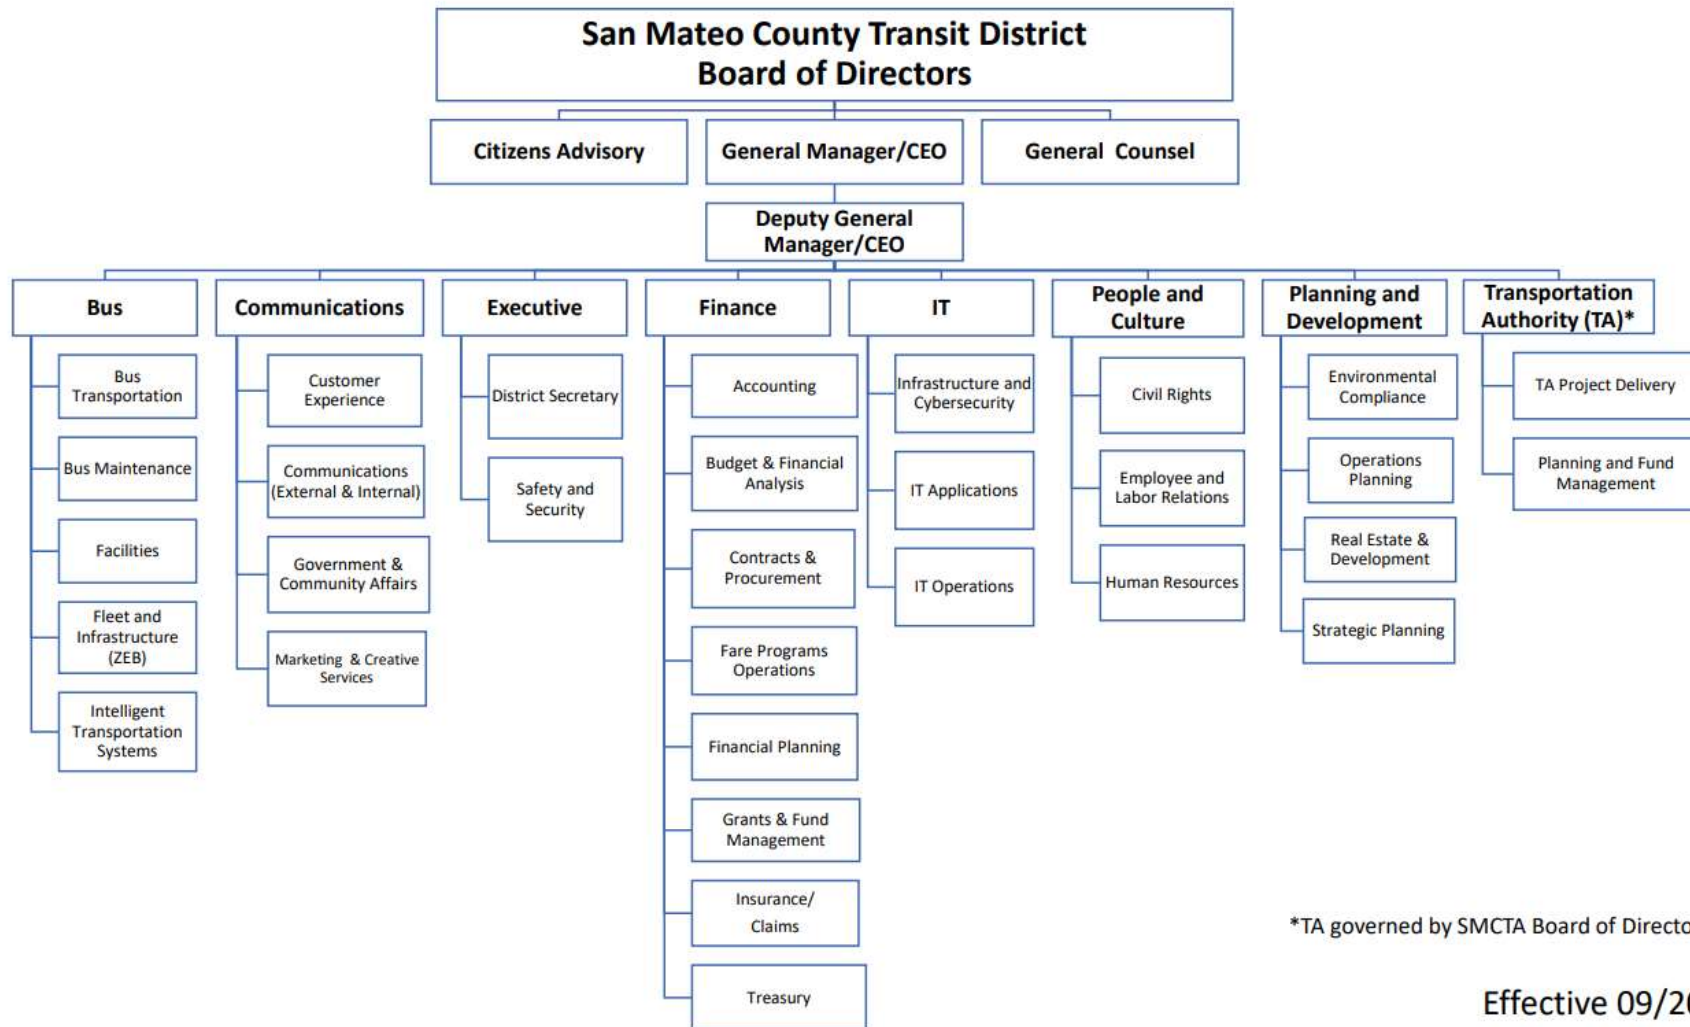 San Mateo County Transit District
Board of Directors
Citizens Advisory
General Manager/CEO
General Counsel
Deputy General
Manager/CEO
Bus
Communications
Executive
Finance
IT
People and
Culture
Planning and
Development
Transportation
Authority (TA)*
Bus
Transportation
Bus Maintenance
Facilities
Fleet and
Infrastructure
(ZEB)
Intelligent
Transportation
Systems
Customer
Experience
Communications
(External & Internal)
Government &
Community Affairs
Marketing & Creative
Services
District Secretary
Safety and
Security
Accounting
Budget & Financial
Analysis
Contracts &
Procurement
Fare Programs
Operations
Financial Planning
Grants & Fund
Management
Insurance/
Claims
Treasury
Infrastructure and
Cybersecurity
IT Applications
IT Operations
Civil Rights
Employee and
Labor Relations
Human Resources
Environmental
Compliance
Operations
Planning
Real Estate &
Development
Strategic Planning
TA Project Delivery
Planning and Fund
Management
*TA governed by SMCTA Board of
Effective